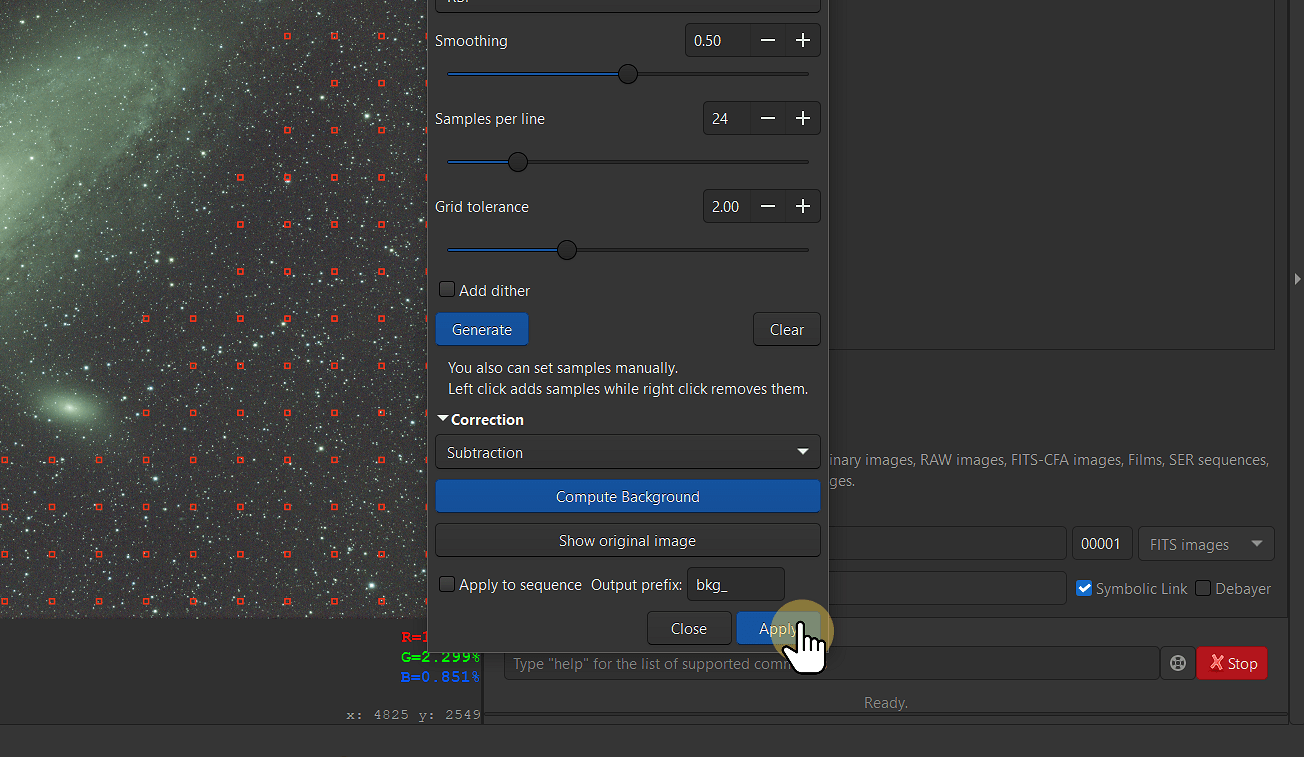 Smoothing
0.50
Samples per line
24
Grid tolerance
2.00
Add dither
Generate
Clear
You also can set samples manually.
Left click adds samples while right click removes them.
Correction
Subtraction
Compute Background
Show original image
Apply to sequence Output prefix: bkg_
Close
Apply
inary images, RAW images, FITS-CFA images, Films, SER sequences,
ges.
00001
FITS images
Symbolic Link
Debayer
R=1
G=2.299%
B=0.851%
x: 4825 y: 2549
Type "help" for the list of supported com
Stop
Ready.